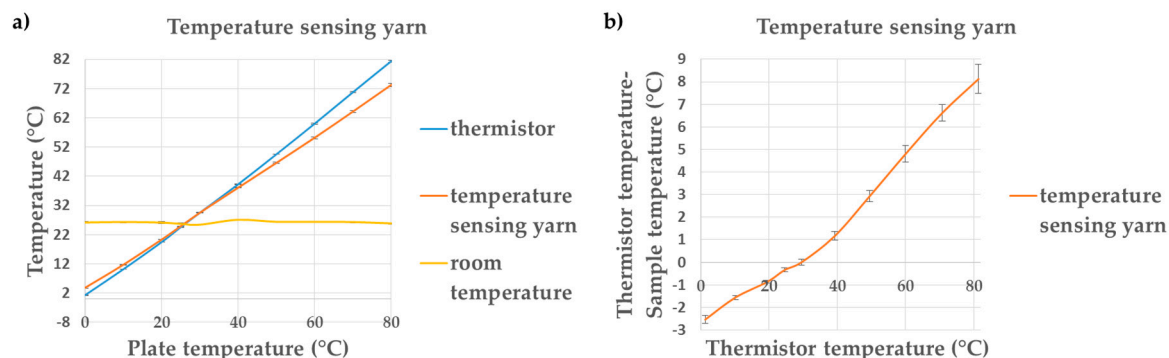 a)
Temperature sensing yarn
Temperature (°C)
82
72
62
52
42
32
22
12
2
-8
0
20
40
60
80
Plate temperature (°C)
thermistor
temperature
sensing yarn
room
temperature
b)
Temperature sensing yarn
Thermistor temperature-
Sample temperature (°C)
9
8
7
6
5
4
3
2
1
0
-1
-2
-3
0
20
40
60
80
Thermistor temperature (°C)
temperature
sensing yarn